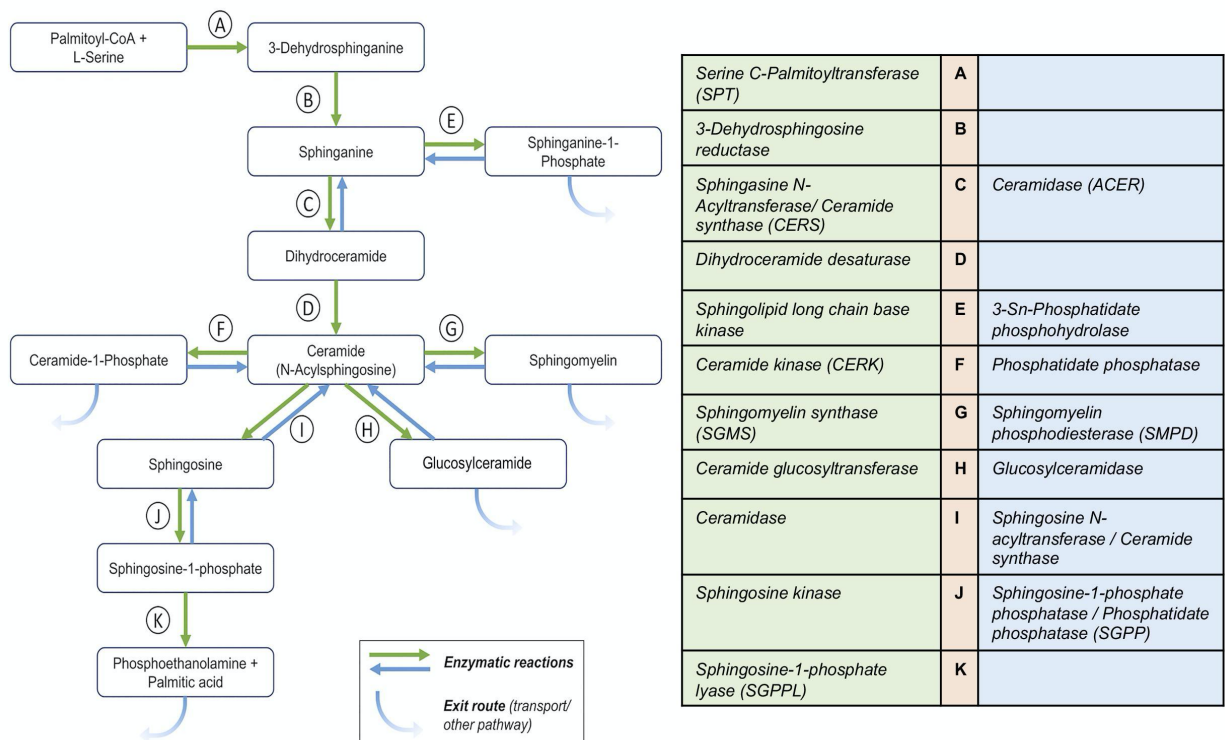 A
Palmitoyl-CoA +
L-Serine
3-Dehydrosphinganine
B
E
Sphinganine
Sphinganine-1-
Phosphate
C
Dihydroceramide
D
F
G
Ceramide-1-Phosphate
Ceramide
(N-Acylsphingosine)
Sphingomyelin
I
H
Sphingosine
Glucosylceramide
J
Sphingosine-1-phosphate
K
Phosphoethanolamine +
Palmitic acid
Enzymatic reactions
Exit route (transport/
other pathway)
Serine C-Palmitoyltransferase
(SPT)
A
3-Dehydrosphingosine
reductase
B
Sphingasine N-
Acyltransferase/ Ceramide
synthase (CERS)
C
Ceramidase (ACER)
Dihydroceramide desaturase
D
Sphingolipid long chain base
kinase
E
3-Sn-Phosphatidate
phosphohydrolase
Ceramide kinase (CERK)
F
Phosphatidate phosphatase
Sphingomyelin synthase
(SGMS)
G
Sphingomyelin
phosphodiesterase (SMPD)
Ceramide glucosyltransferase
H
Glucosylceramidase
Ceramidase
I
Sphingosine N-
acyltransferase / Ceramide
synthase
Sphingosine kinase
J
Sphingosine-1-phosphate
phosphatase / Phosphatidate
phosphatase (SGPP)
Sphingosine-1-phosphate
lyase (SGPPL)
K